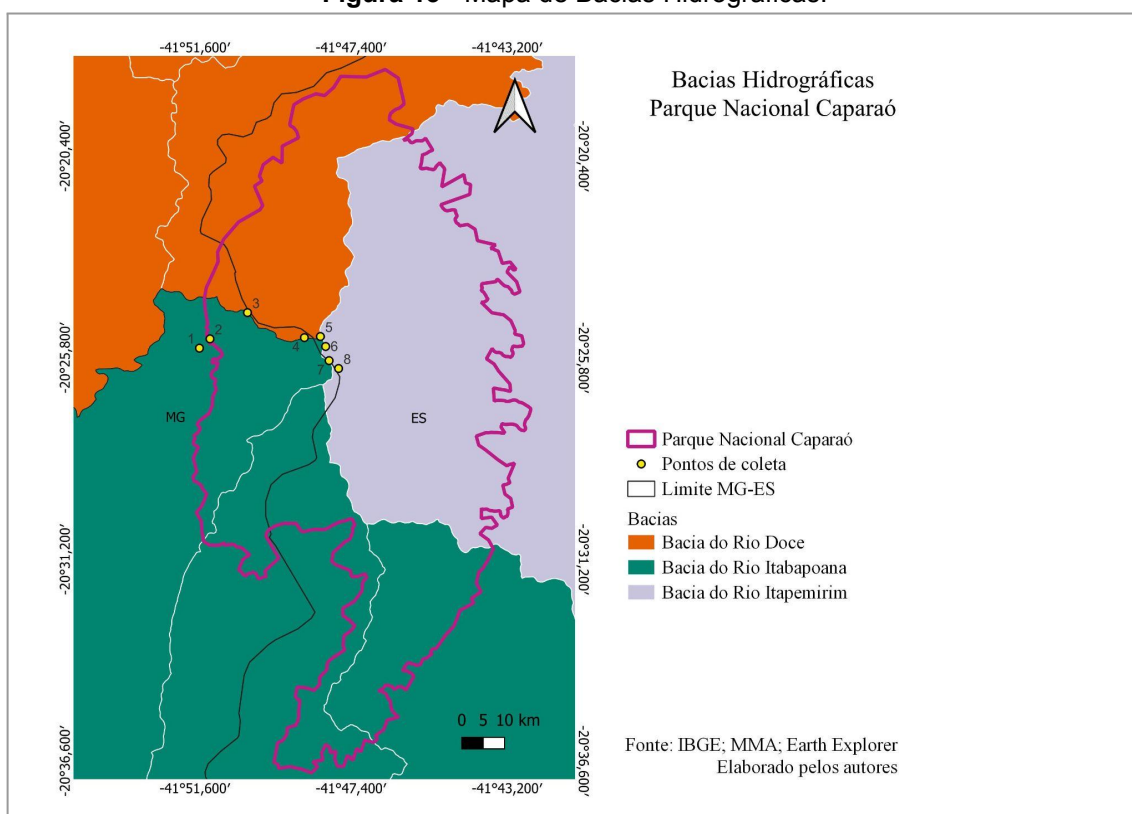 Figura 16 - Mapa de Bacias Hidrográficas.
-41°51,600′ -41°47,400′ -41°43,200′
Bacias Hidrográficas
Parque Nacional Caparaó
-20°20,400′ -20°20,400′
3
5
2
1
4
6
-20°25,800′ -20°25,800′
7
8
MG
ES
Parque Nacional Caparaó
Pontos de coleta
Limite MG-ES
Bacias
Bacia do Rio Doce
Bacia do Rio Itabapoana
Bacia do Rio Itapemirim
-20°31,200′ -20°31,200′
0 5 10 km
-20°36,600′ -20°36,600′
Fonte: IBGE; MMA; Earth Explorer
Elaborado pelos autores
-41°51,600′ -41°47,400′ -41°43,200′